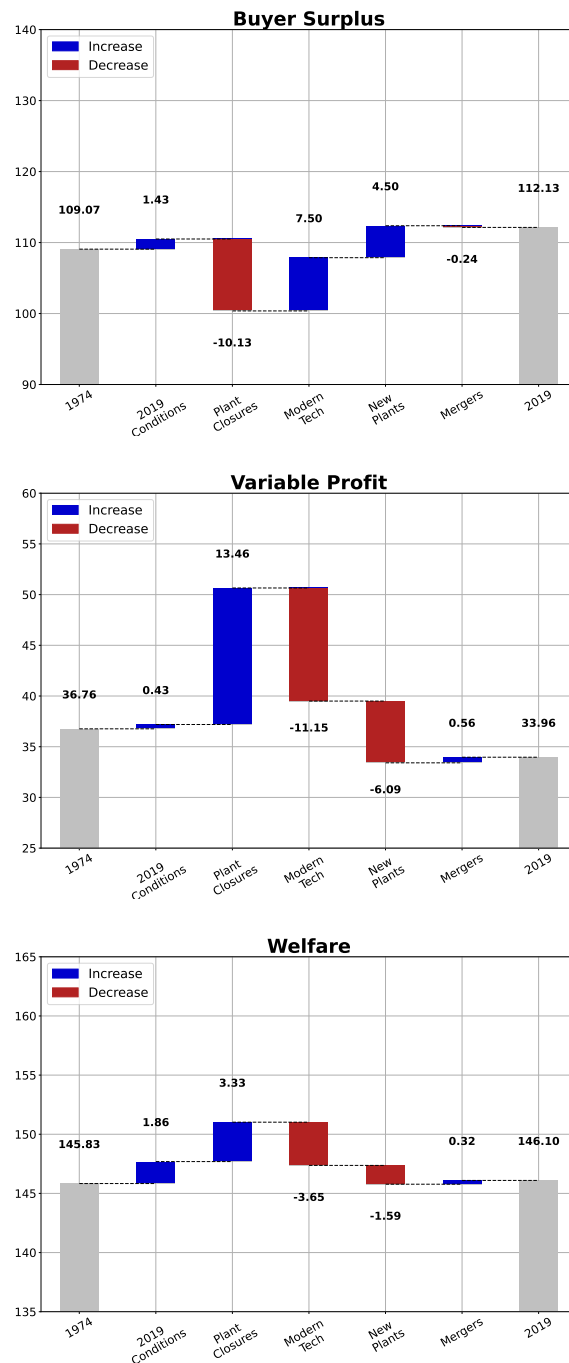 Buyer Surplus
140
130
120
110
100
90
Increase
Decrease
109.07
1.43
-10.13
7.50
4.50
-0.24
112.13
1974
2019
Conditions
Plant
Closures
Modern
Tech
New
Plants
Mergers
2019
Variable Profit
60
55
50
45
40
35
30
25
Increase
Decrease
36.76
0.43
13.46
-11.15
-6.09
0.56
33.96
1974
2019
Conditions
Plant
Closures
Modern
Tech
New
Plants
Mergers
2019
Welfare
165
160
155
150
145
140
135
Increase
Decrease
145.83
1.86
3.33
-3.65
-1.59
0.32
146.10
1974
2019
Conditions
Plant
Closures
Modern
Tech
New
Plants
Mergers
2019